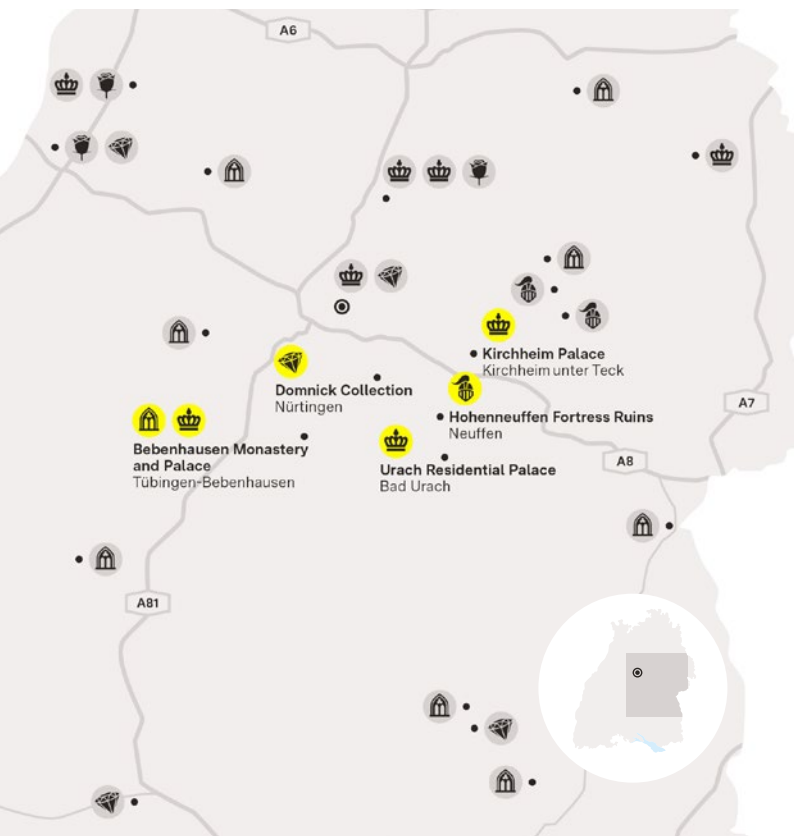 A6
Kirchheim Palace
Kirchheim unter Teck
Domnick Collection
Nürtingen
A7
Hohenneuffen Fortress Ruins
Neuffen
Bebenhausen Monastery
and Palace
Tübingen-Bebenhausen
A8
Urach Residential Palace
Bad Urach
A81